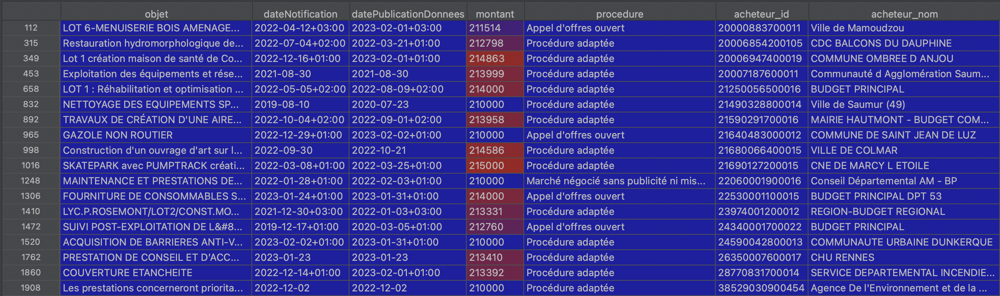 objet dateNotification datePublicationDonnees montant procedure acheteur_id acheteur_nom
112 LOT 6-MENUISERIE BOIS AMENAGE... 2022-04-12+03:00 2023-02-01+03:00 211514 Appel d'offres ouvert 20000883700011 Ville de Mamoudzou
315 Restauration hydromorphologique de... 2022-07-04+02:00 2022-03-21+01:00 212798 Procédure adaptée 20006854200105 CDC BALCONS DU DAUPHINE
349 Lot 1 création maison de santé de Co... 2022-12-16+01:00 2023-02-01+01:00 214863 Procédure adaptée 20006947400019 COMMUNE OMBREE D ANJOU
453 Exploitation des équipements et rése... 2021-08-30 2021-08-30 213999 Procédure adaptée 20007187600011 Communauté d Agglomération Saum...
658 LOT 1 : Réhabilitation et optimisation ... 2022-05-05+02:00 2022-08-09+02:00 214000 Procédure adaptée 21250056500016 BUDGET PRINCIPAL
832 NETTOYAGE DES EQUIPEMENTS SP... 2019-08-10 2020-07-23 210000 Procédure adaptée 21490328800014 Ville de Saumur (49)
892 TRAVAUX DE CRÉATION D'UNE AIRE... 2022-10-04+02:00 2022-09-01+02:00 213958 Procédure adaptée 21590291700016 MAIRIE HAUTMONT - BUDGET COM...
965 GAZOLE NON ROUTIER 2022-12-29+01:00 2023-02-02+01:00 210000 Appel d'offres ouvert 21640483000012 COMMUNE DE SAINT JEAN DE LUZ
998 Construction d'un ouvrage d'art sur l... 2022-09-30 2022-10-21 214586 Procédure adaptée 21680066400015 VILLE DE COLMAR
1016 SKATEPARK avec PUMPTRACK créati... 2022-03-08+01:00 2022-03-25+01:00 215000 Procédure adaptée 21690127200015 CNE DE MARCY L ETOILE
1248 MAINTENANCE ET PRESTATIONS DE... 2022-01-28+01:00 2022-02-03+01:00 210000 Marché négocié sans publicité ni mis... 22060001900016 Conseil Départemental AM - BP
1306 FOURNITURE DE CONSOMMABLES S... 2023-01-24+01:00 2023-01-31+01:00 214000 Appel d'offres ouvert 22530001100015 BUDGET PRINCIPAL DPT 53
1410 LYC.P.ROSEMONT/LOT2/CONST.MO... 2021-12-30+03:00 2022-01-03+03:00 213331 Procédure adaptée 23974001200012 REGION-BUDGET REGIONAL
1472 SUIVI POST-EXPLOITATION DE L&#8... 2019-12-17+01:00 2020-03-05+01:00 212760 Appel d'offres ouvert 24340001700022 BUDGET PRINCIPAL
1520 ACQUISITION DE BARRIERES ANTI-V... 2023-02-02+01:00 2023-01-31+01:00 210000 Procédure adaptée 24590042800013 COMMUNAUTE URBAINE DUNKERQUE
1762 PRESTATION DE CONSEIL ET D’ACC... 2023-01-23 2023-01-23 213410 Procédure adaptée 26350007600017 CHU RENNES
1860 COUVERTURE ETANCHEITE 2022-12-14+01:00 2023-02-01+01:00 213392 Procédure adaptée 28770831700014 SERVICE DEPARTEMENTAL INCENDIE...
1908 Les prestations concerneront priorita... 2022-12-02 2022-12-02 210000 Procédure adaptée 38529030900454 Agence De l'Environnement et de la ...